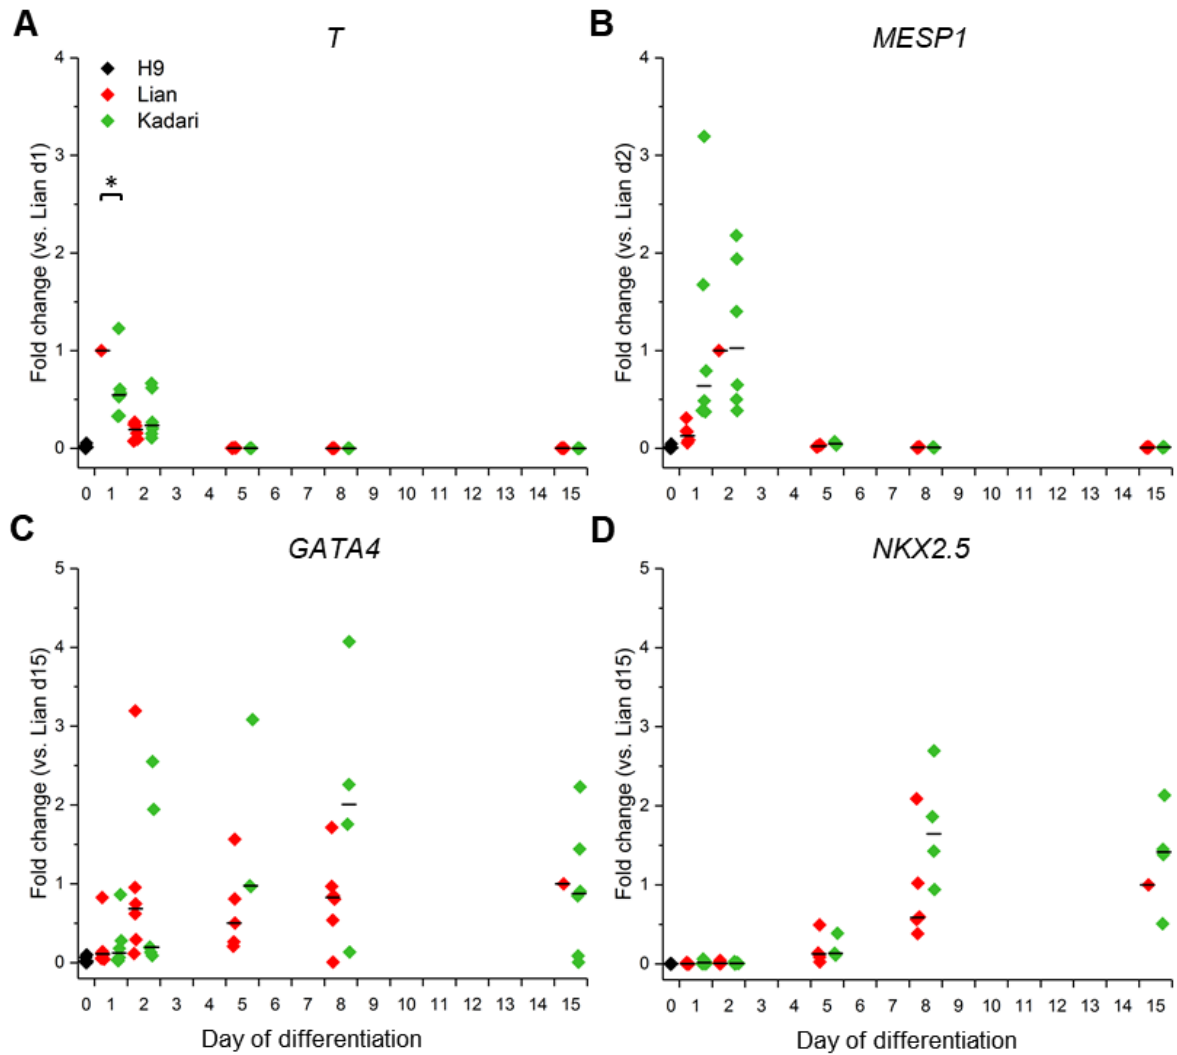 A
T
Fold change (vs. Lian d1)
4
3
2
1
0
H9
Lian
Kadari
*
0 1 2 3 4 5 6 7 8 9 10 11 12 13 14 15
B
MESP1
Fold change (vs. Lian d2)
4
3
2
1
0
0 1 2 3 4 5 6 7 8 9 10 11 12 13 14 15
C
GATA4
Fold change (vs. Lian d15)
5
4
3
2
1
0
0 1 2 3 4 5 6 7 8 9 10 11 12 13 14 15
Day of differentiation
D
NKX2.5
Fold change (vs. Lian d15)
5
4
3
2
1
0
0 1 2 3 4 5 6 7 8 9 10 11 12 13 14 15
Day of differentiation